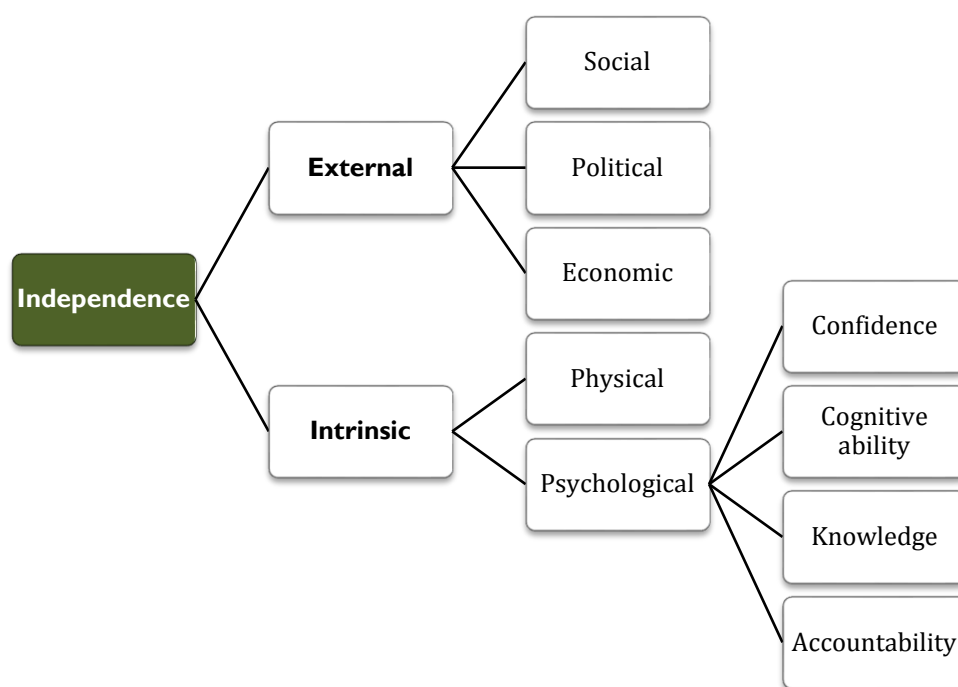 Independence
External
Social
Political
Economic
Intrinsic
Physical
Psychological
Confidence
Cognitive
ability
Knowledge
Accountability